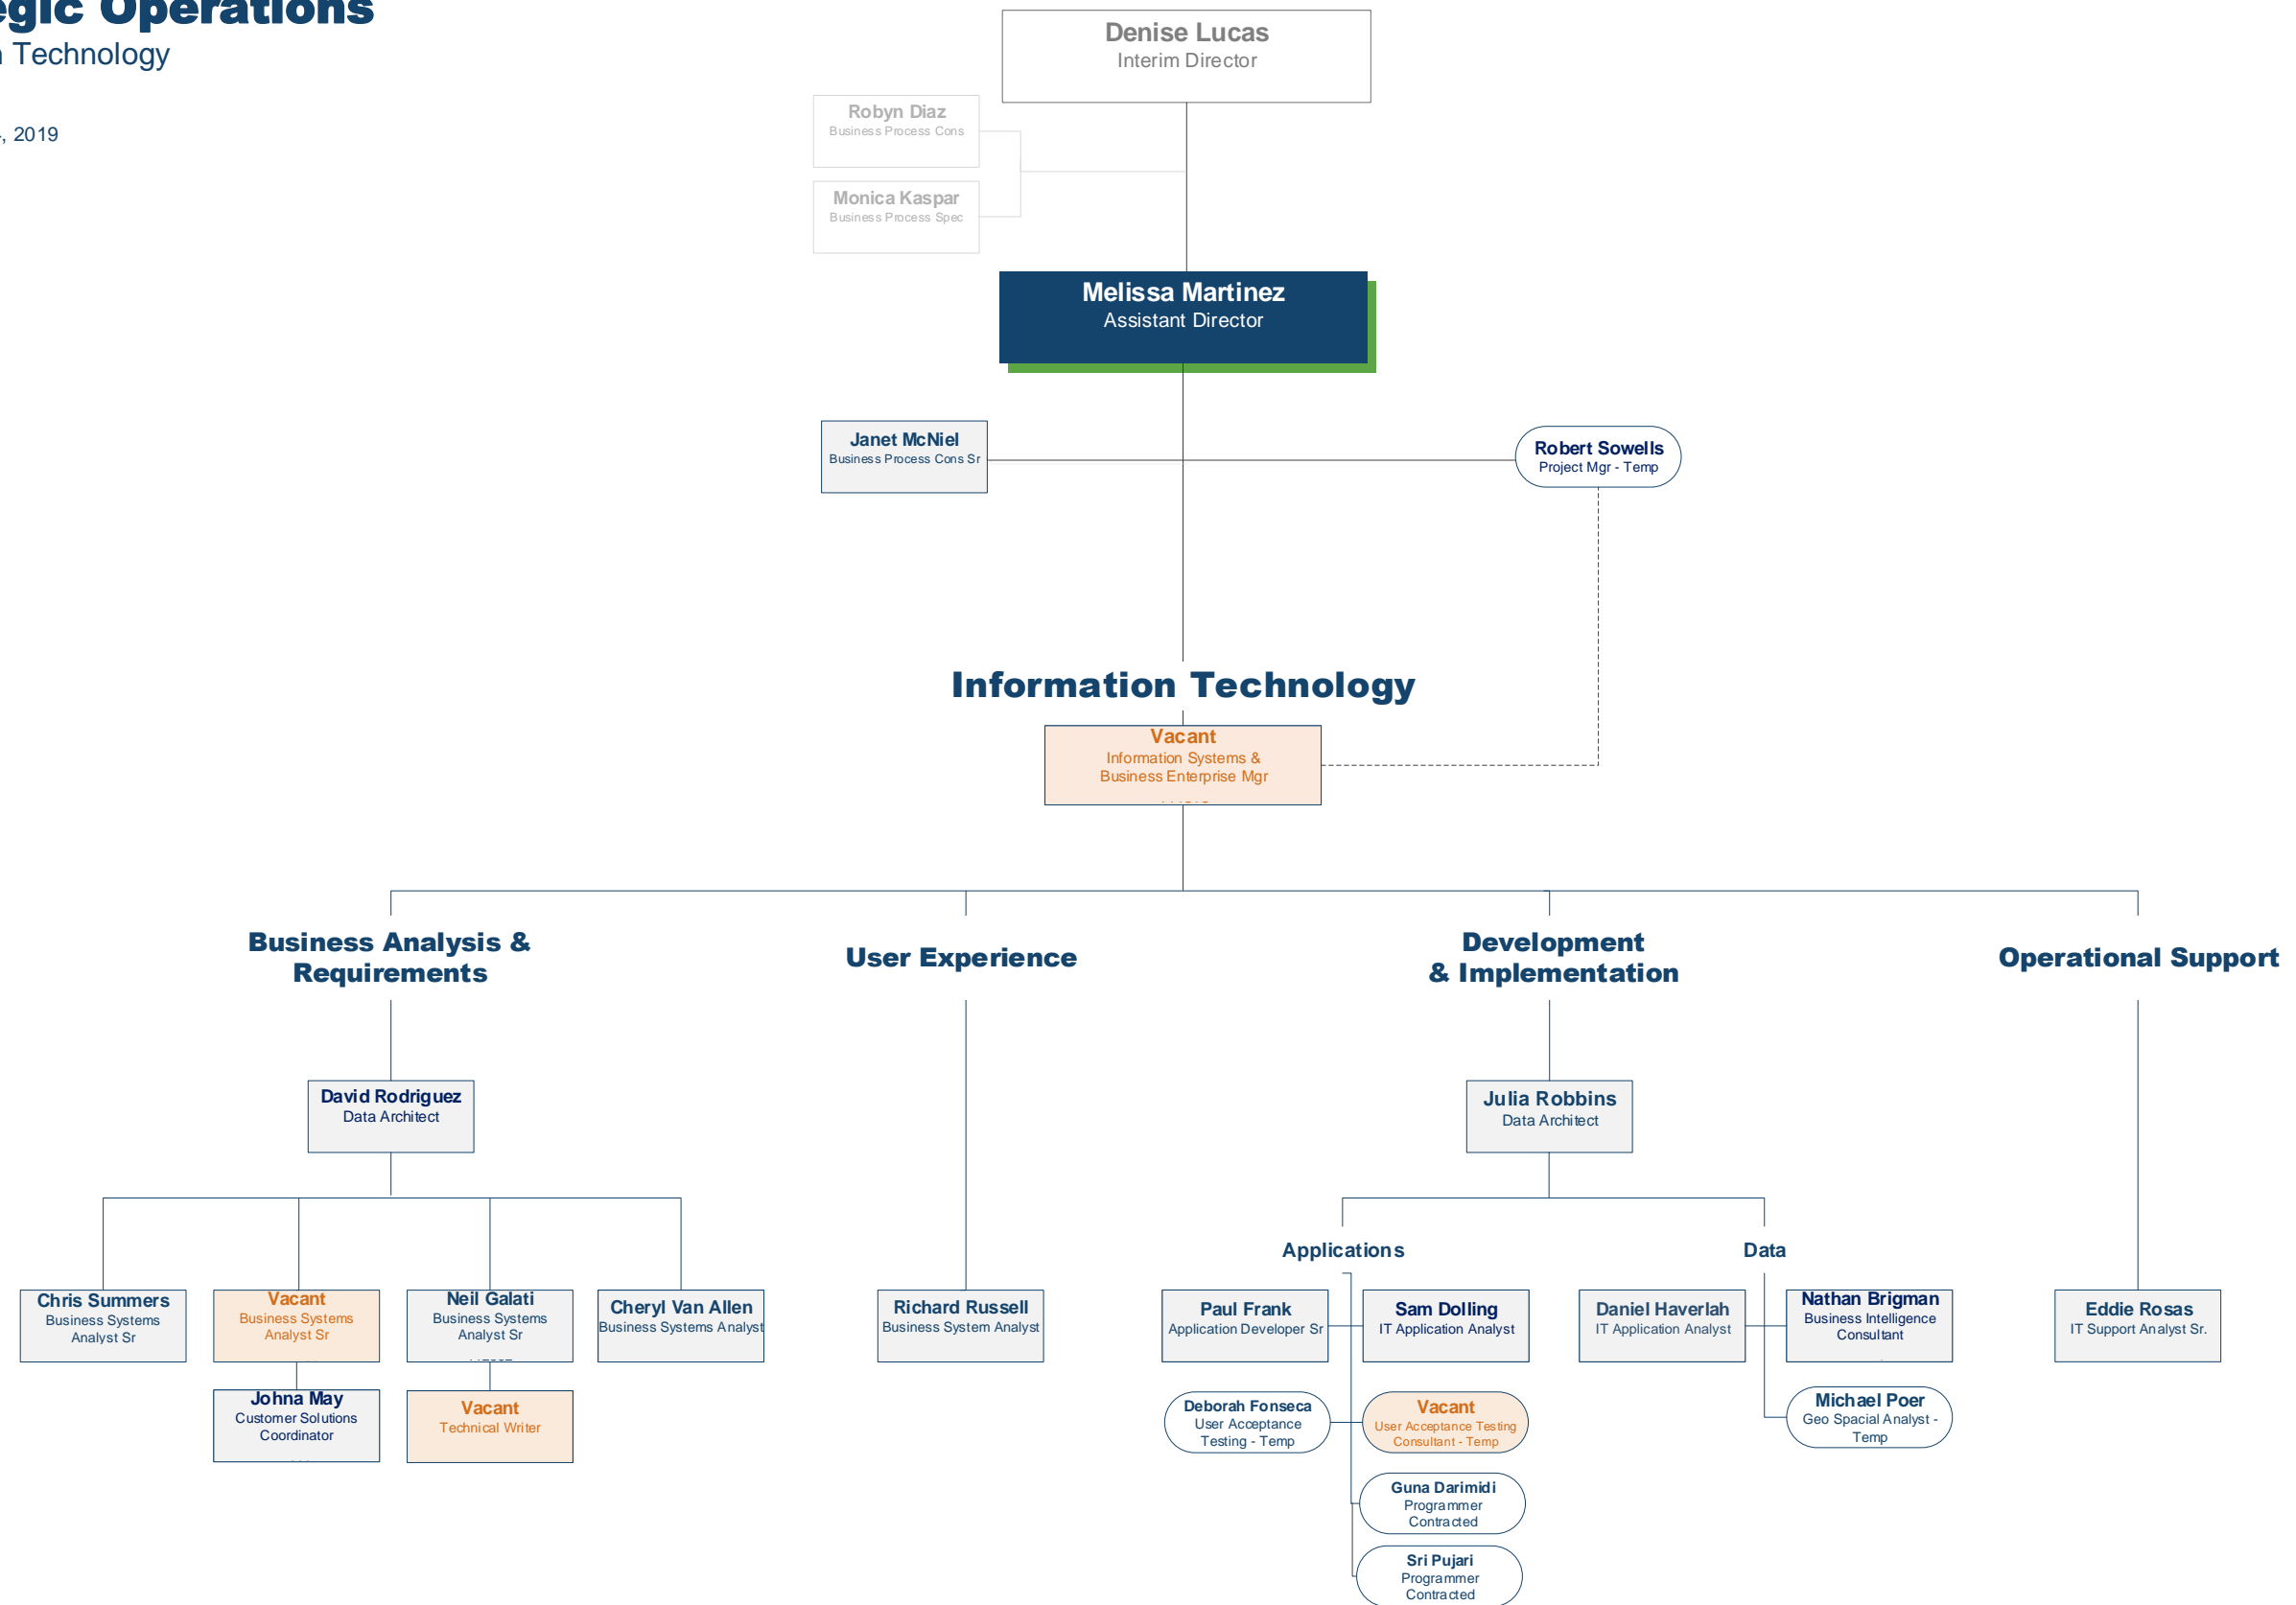 Operations
Technology
, 2019
Denise Lucas
Interim Director
Robyn Diaz
Business Process Cons
Monica Kaspar
Business Process Spec
Melissa Martinez
Assistant Director
Janet McNiel
Business Process Cons Sr
Robert Sowells
Project Mgr - Temp
Information Technology
Vacant
Information Systems &
Business Enterprise Mgr
Business Analysis &
Requirements
User Experience
Development
& Implementation
Operational Support
David Rodriguez
Data Architect
Julia Robbins
Data Architect
Applications
Data
Chris Summers
Business Systems
Analyst Sr
Vacant
Business Systems
Analyst Sr
Neil Galati
Business Systems
Analyst Sr
Cheryl Van Allen
Business Systems Analyst
Richard Russell
Business System Analyst
Paul Frank
Application Developer Sr
Sam Dolling
IT Application Analyst
Daniel Haverlah
IT Application Analyst
Nathan Brigman
Business Intelligence
Consultant
Eddie Rosas
IT Support Analyst Sr.
Johna May
Customer Solutions
Coordinator
Vacant
Technical Writer
Deborah Fonseca
User Acceptance
Testing - Temp
Vacant
User Acceptance Testing
Consultant - Temp
Michael Poer
Geo Spacial Analyst -
Temp
Guna Darimidi
Programmer
Contracted
Sri Pujari
Programmer
Contracted